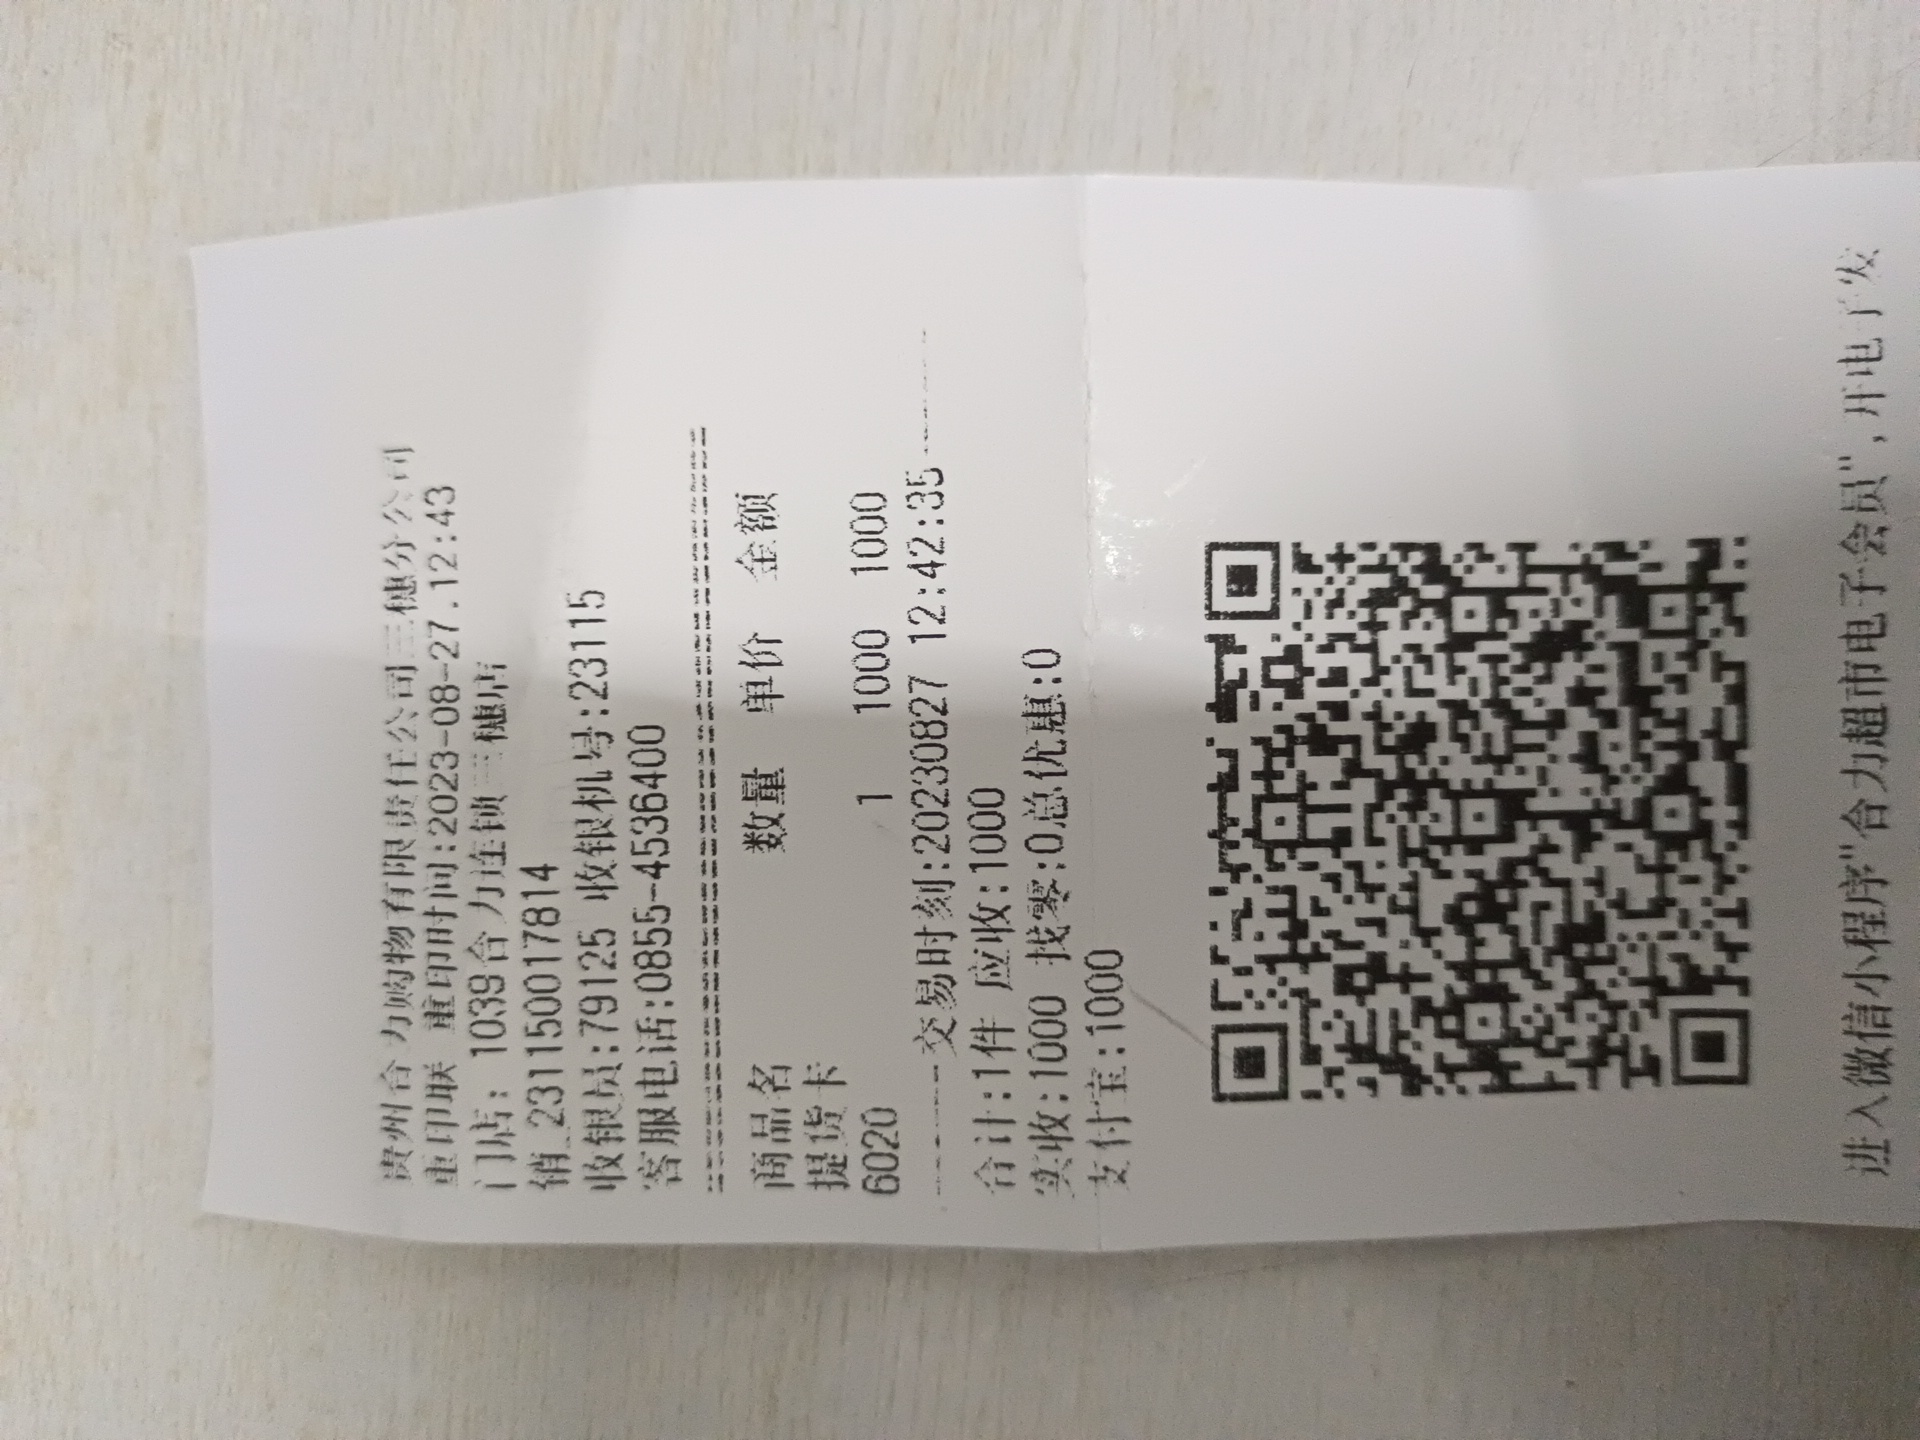 贵州合力购物有限责任公司三穗分公司
重印联 重印时间:2023-08-27.12:43
门店: 1039合力连锁三穗店
销_231150017814
收银员:79125 收银机号:23115
客服电话:0855-4536400
商品名 数量 单价 金额
提货卡
6020 1 1000 1000
交易时刻:20230827 12:42:35
合计:1件 应收:1000
实收:1000 找零:0总优惠:0
支付宝:1000
进入微信小程序"合力超市电子会员",开电子发